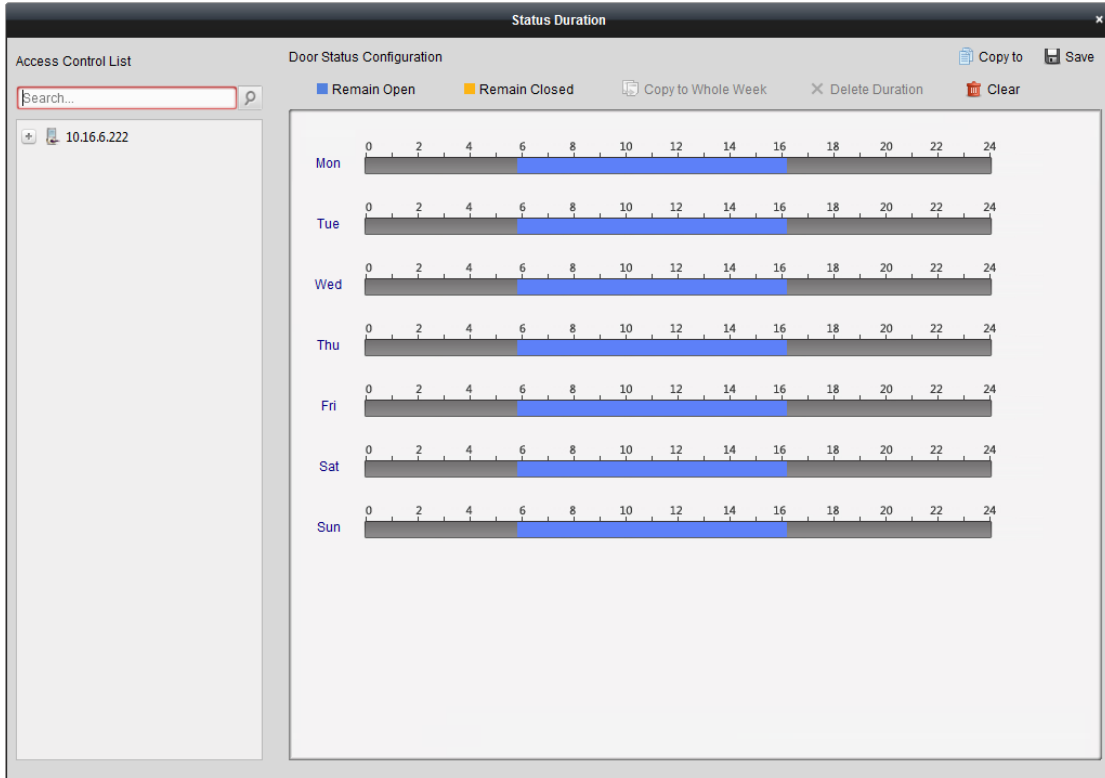 Status Duration ×
Access Control List
Door Status Configuration
Copy to
Save
Search...
Remain Open
Remain Closed
Copy to Whole Week
Delete Duration
Clear
10.16.6.222
0 2 4 6 8 10 12 14 16 18 20 22 24
Mon
0 2 4 6 8 10 12 14 16 18 20 22 24
Tue
0 2 4 6 8 10 12 14 16 18 20 22 24
Wed
0 2 4 6 8 10 12 14 16 18 20 22 24
Thu
0 2 4 6 8 10 12 14 16 18 20 22 24
Fri
0 2 4 6 8 10 12 14 16 18 20 22 24
Sat
0 2 4 6 8 10 12 14 16 18 20 22 24
Sun